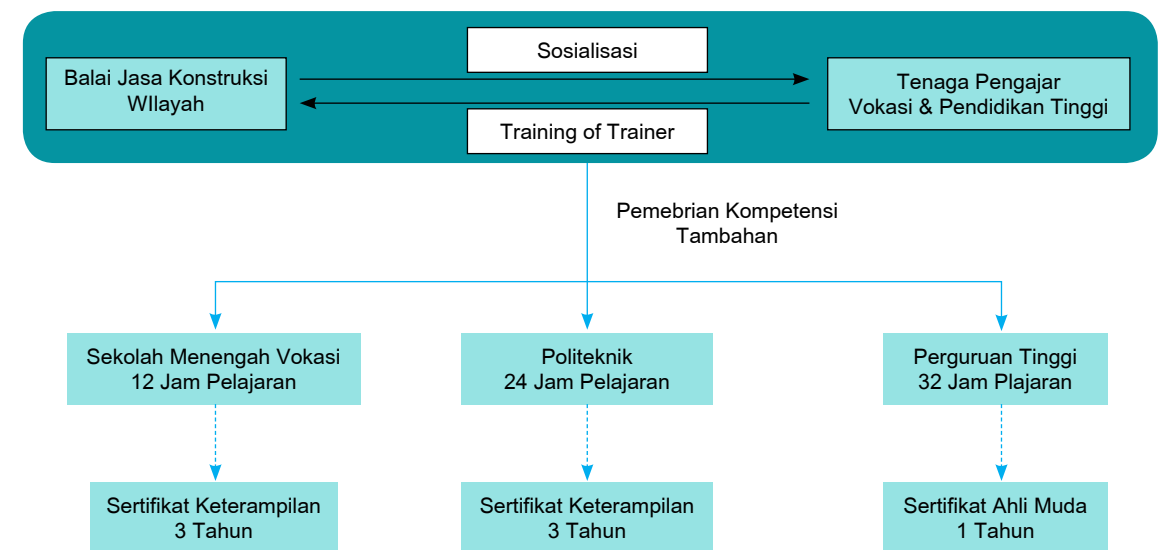 Sosialisasi
Balai Jasa Konstruksi
WIlayah
Tenaga Pengajar
Vokasi & Pendidikan Tinggi
Training of Trainer
Pemebrian Kompetensi
Tambahan
Sekolah Menengah Vokasi
12 Jam Pelajaran
Politeknik
24 Jam Pelajaran
Perguruan Tinggi
32 Jam Plajaran
Sertifikat Keterampilan
3 Tahun
Sertifikat Keterampilan
3 Tahun
Sertifikat Ahli Muda
1 Tahun